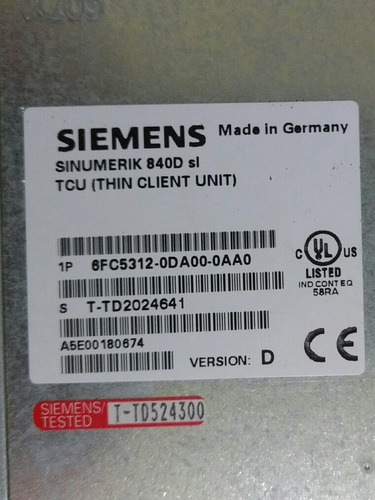 SIEMENS Made in Germany
SINUMERIK 840D sl
TCU (THIN CLIENT UNIT)
1P 6FC5312-0DA00-0AA0
C UL US
LISTED
IND CONT EQ
58RA
S T-TD2024641
A5E00180674
VERSION: D CE
SIEMENS/
TESTED
T-TD524300